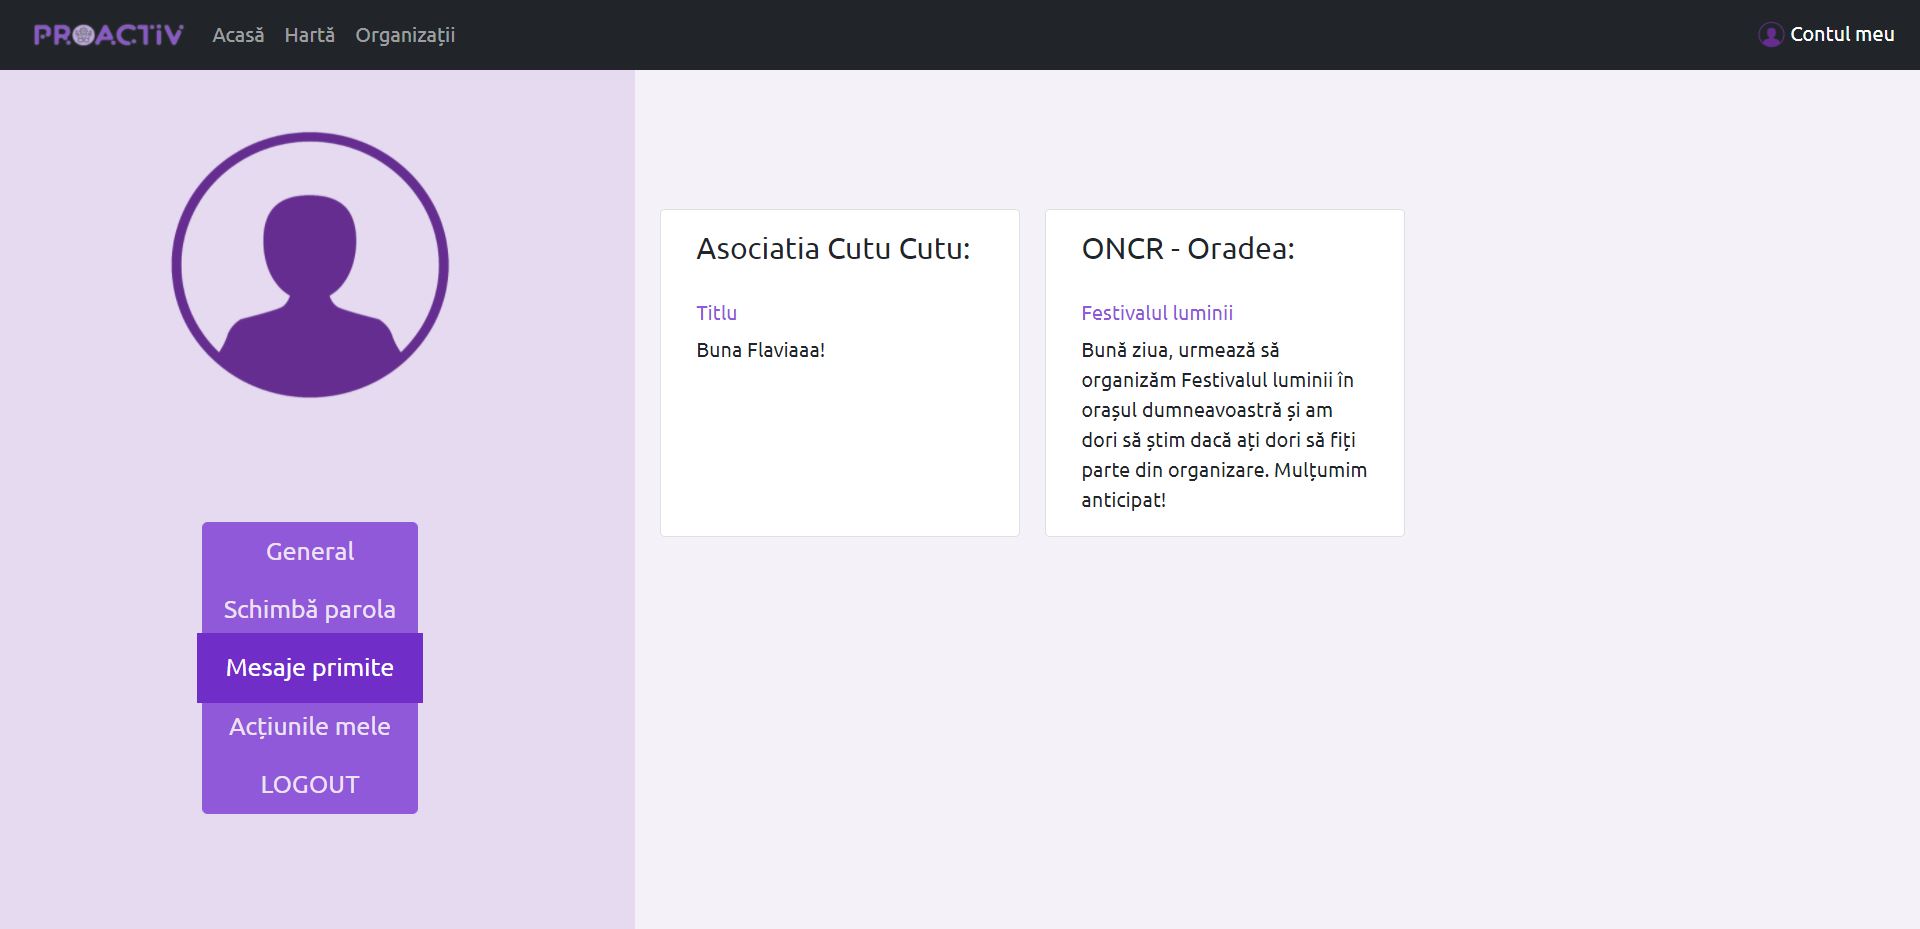 PROACTiV
Acasă
Hartă
Organizații
Contul meu
General
Schimbă parola
Mesaje primite
Acțiunile mele
LOGOUT
Asociatia Cutu Cutu:
Titlu
Buna Flaviaaa!
ONCR - Oradea:
Festivalul luminii
Bună ziua, urmează să
organizăm Festivalul luminii în
orașul dumneavoastră și am
dori să știm dacă ați dori să fiți
parte din organizare. Mulțumim
anticipat!